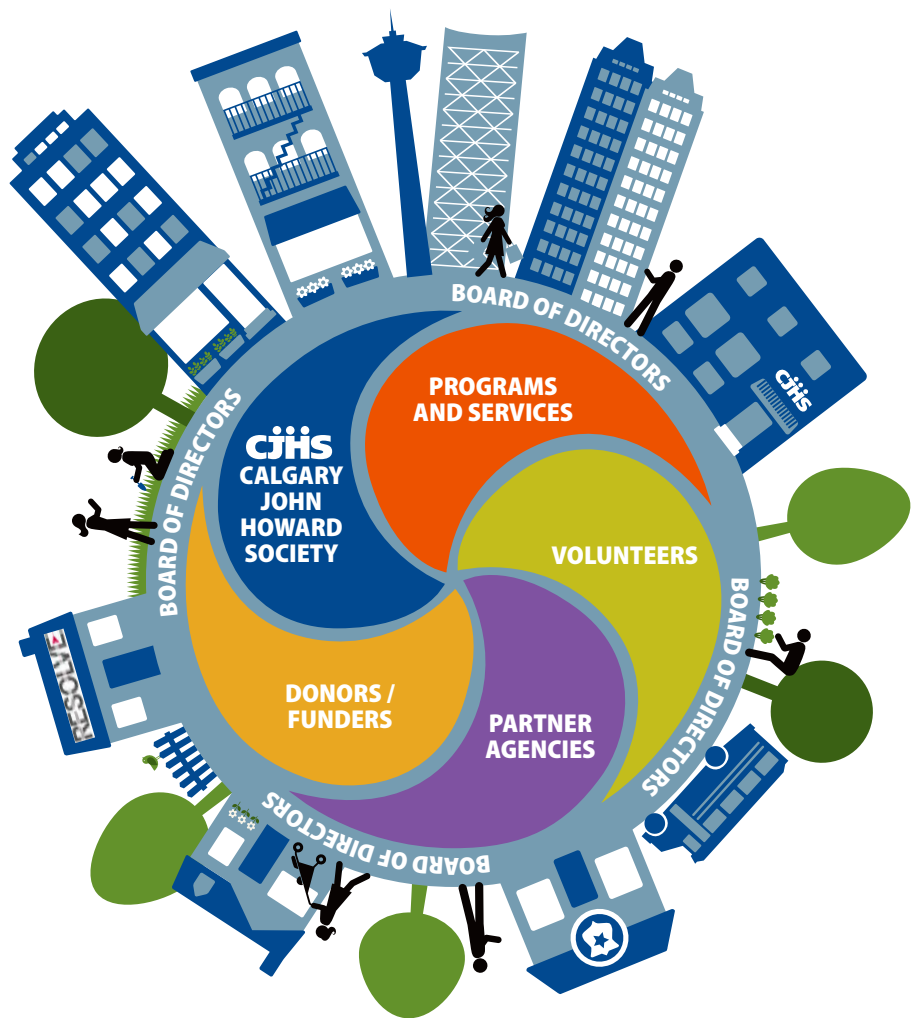 BOARD OF DIRECTORS
CJHS
PROGRAMS
AND SERVICES
BOARD OF DIRECTORS
CJHS
CALGARY
JOHN
HOWARD
SOCIETY
VOLUNTEERS
BOARD OF DIRECTORS
RESOLVE
DONORS /
FUNDERS
PARTNER
AGENCIES
BOARD OF DIRECTORS